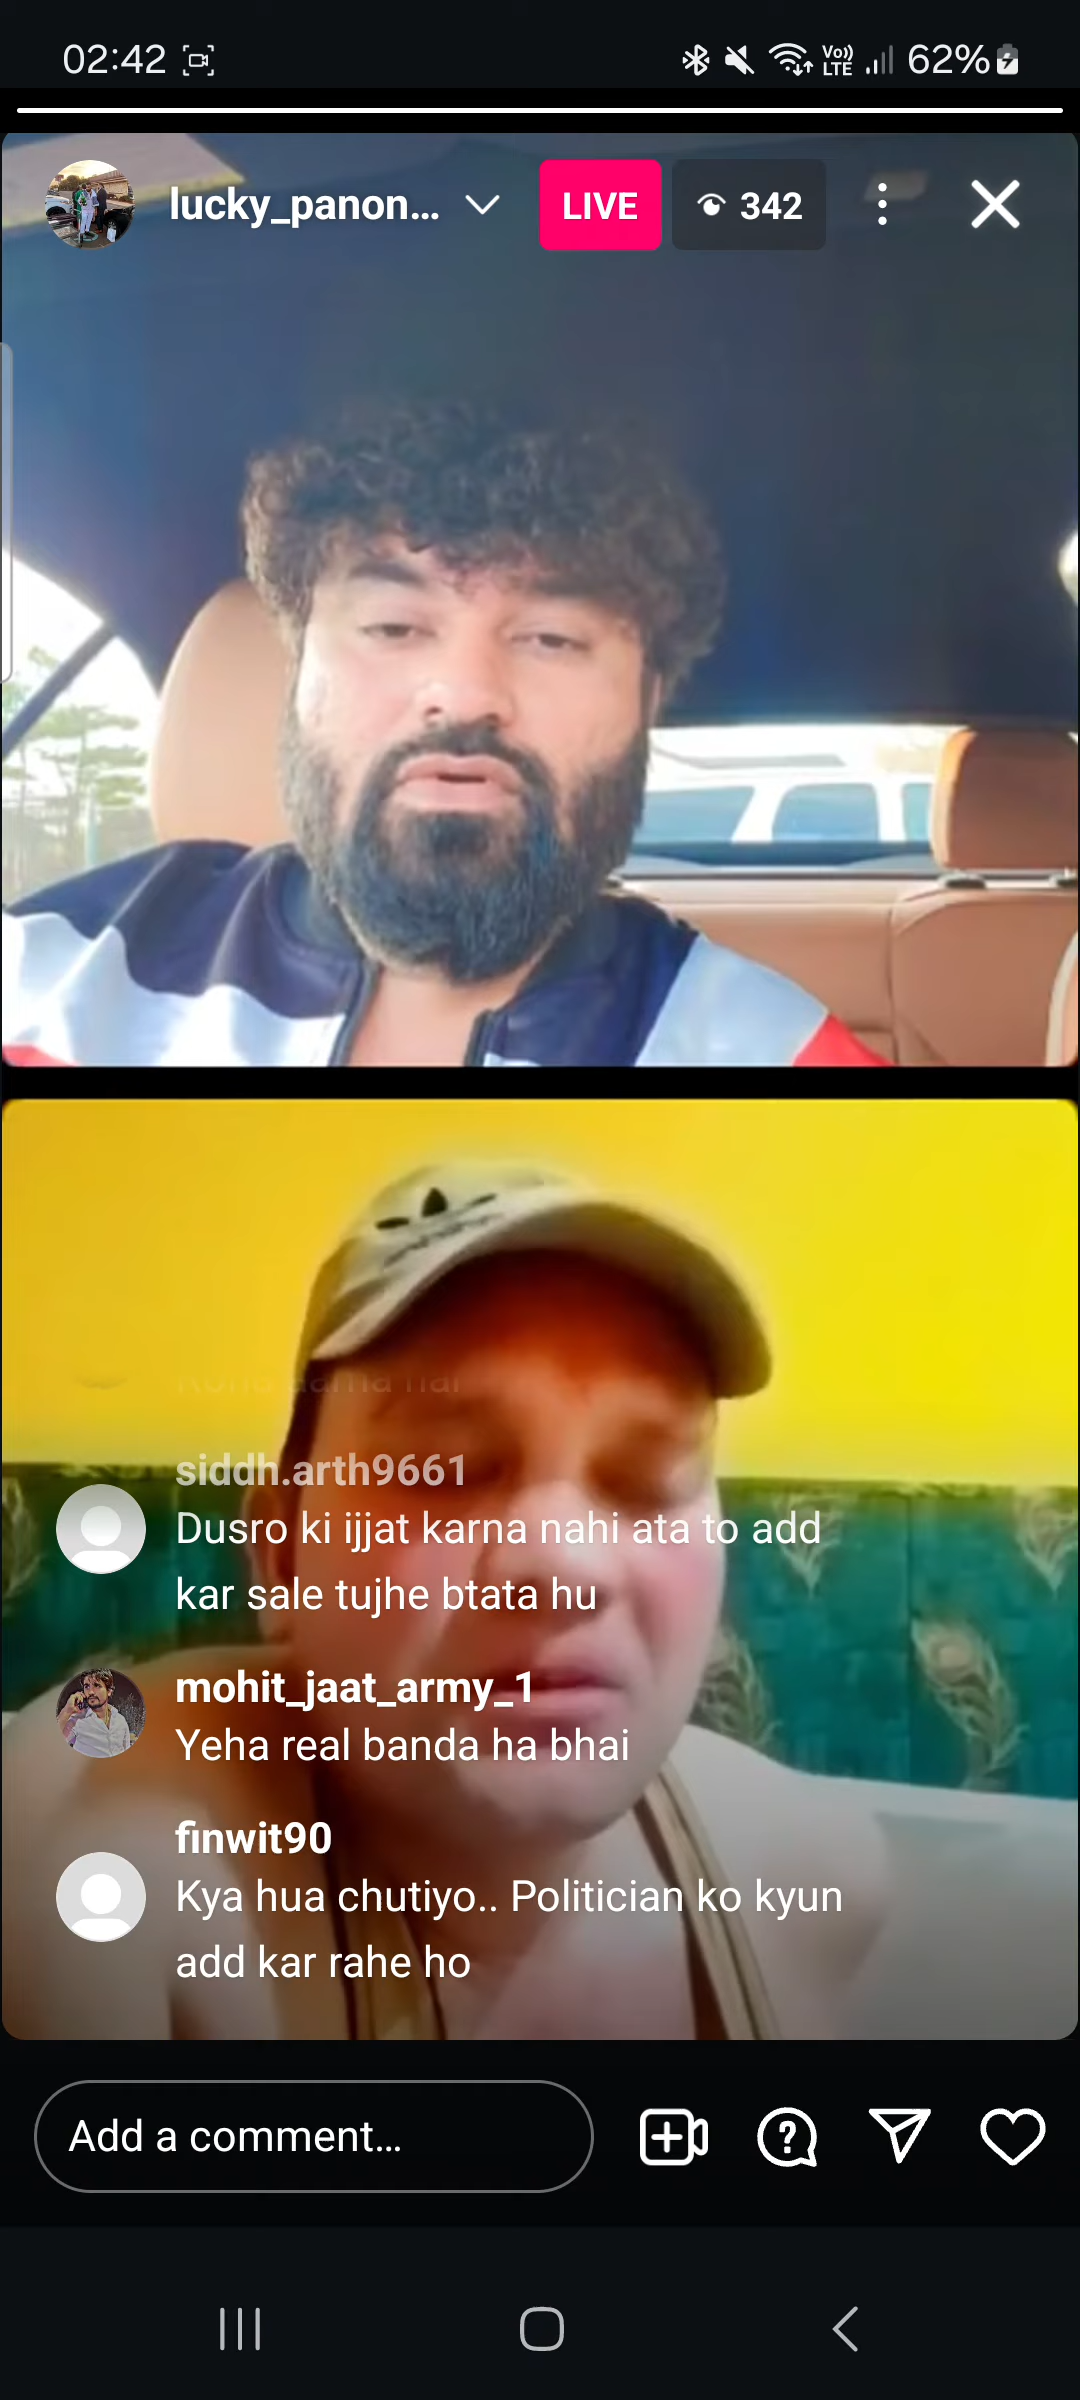 02:42
Vo))
LTE
62%
lucky_panon...
LIVE
342
siddh.arth9661
Dusro ki ijjat karna nahi ata to add
kar sale tujhe btata hu
mohit_jaat_army_1
Yeha real banda ha bhai
finwit90
Kya hua chutiyo.. Politician ko kyun
add kar rahe ho
Add a comment...